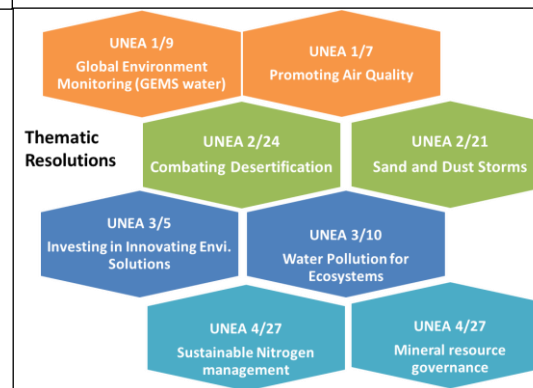 UNEA 1/9
Global Environment
Monitoring (GEMS water)
UNEA 1/7
Promoting Air Quality
Thematic
Resolutions
UNEA 2/24
Combating Desertification
UNEA 2/21
Sand and Dust Storms
UNEA 3/5
Investing in Innovating Envi.
Solutions
UNEA 3/10
Water Pollution for
Ecosystems
UNEA 4/27
Sustainable Nitrogen
management
UNEA 4/27
Mineral resource
governance